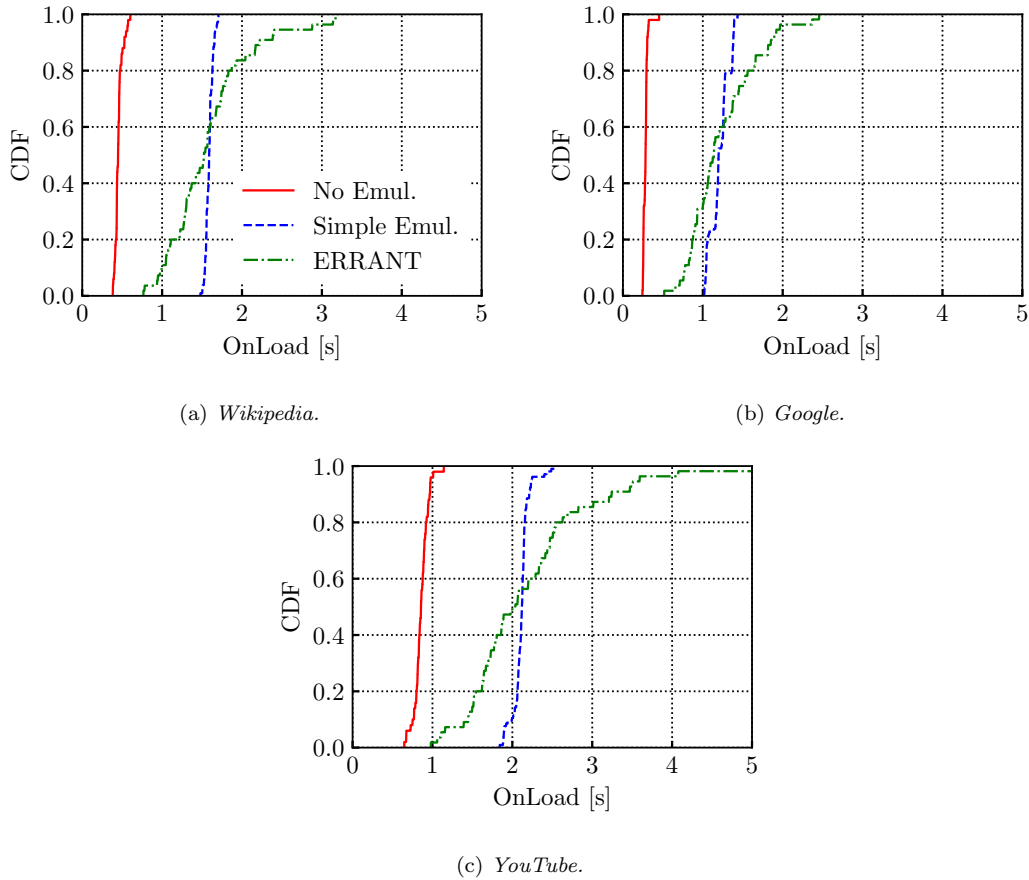 1.0
0.8
0.6
0.4
0.2
0.0
CDF
No Emul.
Simple Emul.
ERRANT
0 1 2 3 4 5
OnLoad [s]
(a) Wikipedia.
1.0
0.8
0.6
0.4
0.2
0.0
CDF
0 1 2 3 4 5
OnLoad [s]
(b) Google.
1.0
0.8
0.6
0.4
0.2
0.0
CDF
0 1 2 3 4 5
OnLoad [s]
(c) YouTube.